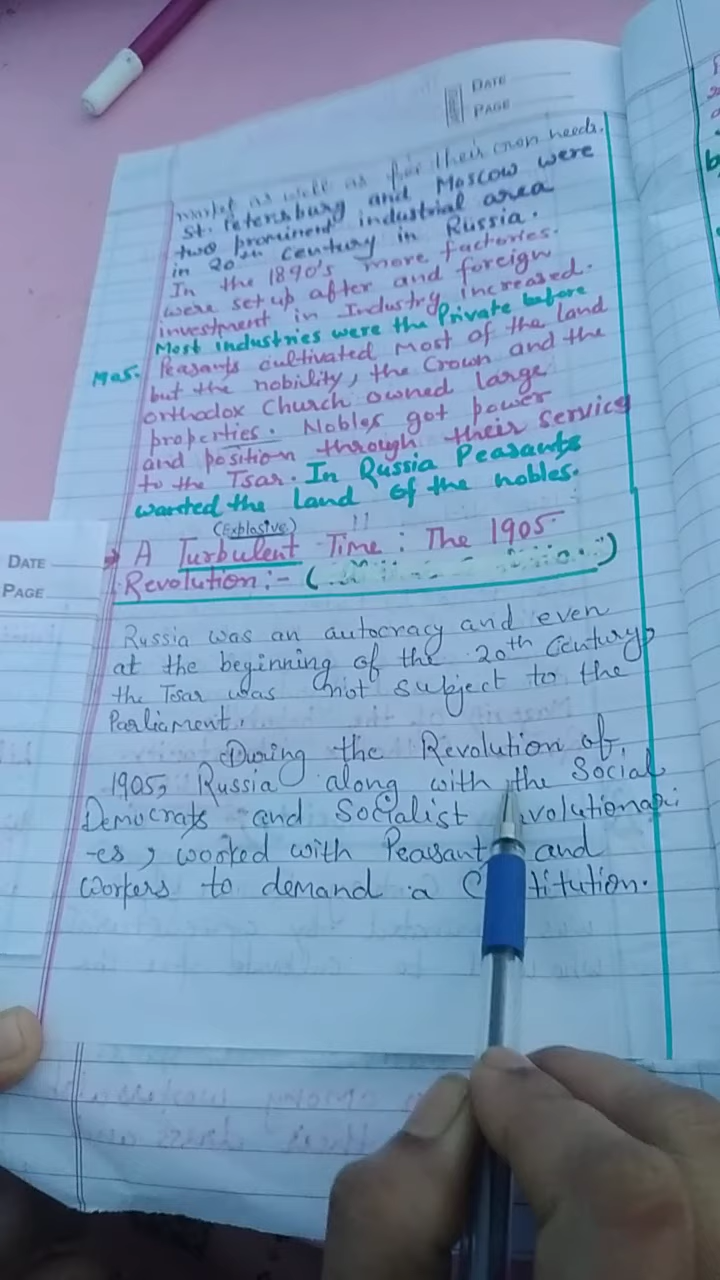 DATE
PAGE
market as well as for their own needs.
St. Petersburg and Moscow were
two prominent industrial area
in 20th century in Russia.
In the 1890's more factories.
were set up after and foreign
investment in Industry increased.
Most industries were the Private before
Mos. Peasants cultivated most of the land
but the nobility, the Crown and the
orthodox Church owned large
properties. Nobles got power
and position through their service
to the Tsar. In Russia Peasants
wanted the land of the nobles.
(Explosive)
A Turbulent Time: The 1905
Revolution:- (
DATE
PAGE
Russia was an autocracy and even
at the beginning of the 20th Century,
the Tsar was not subject to the
Parliament.
During the Revolution of
1905, Russia along with the Social
Democrats and Socialist volutionari
-es, worked with Peasant and
workers to demand a C titution.